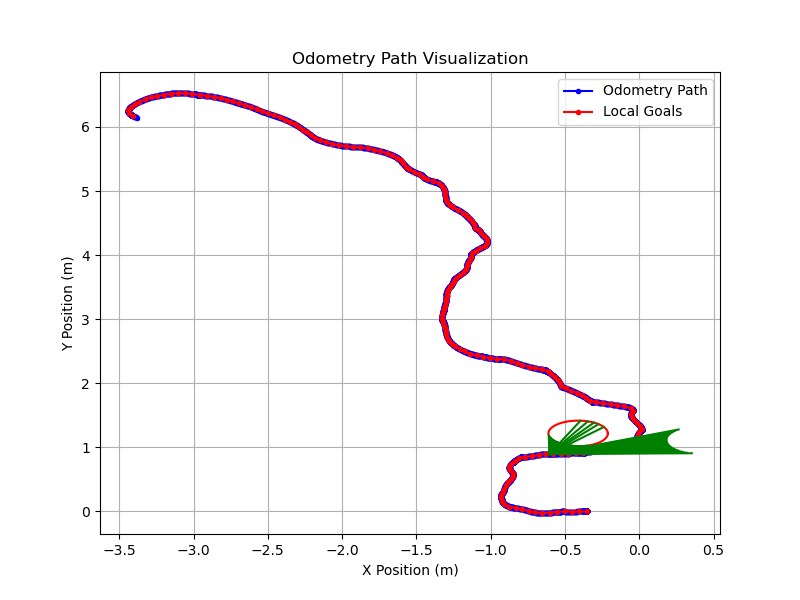 Odometry Path Visualization
Odometry Path
Local Goals
Y Position (m)
6
5
4
3
2
1
0
−3.5 −3.0 −2.5 −2.0 −1.5 −1.0 −0.5 0.0 0.5
X Position (m)